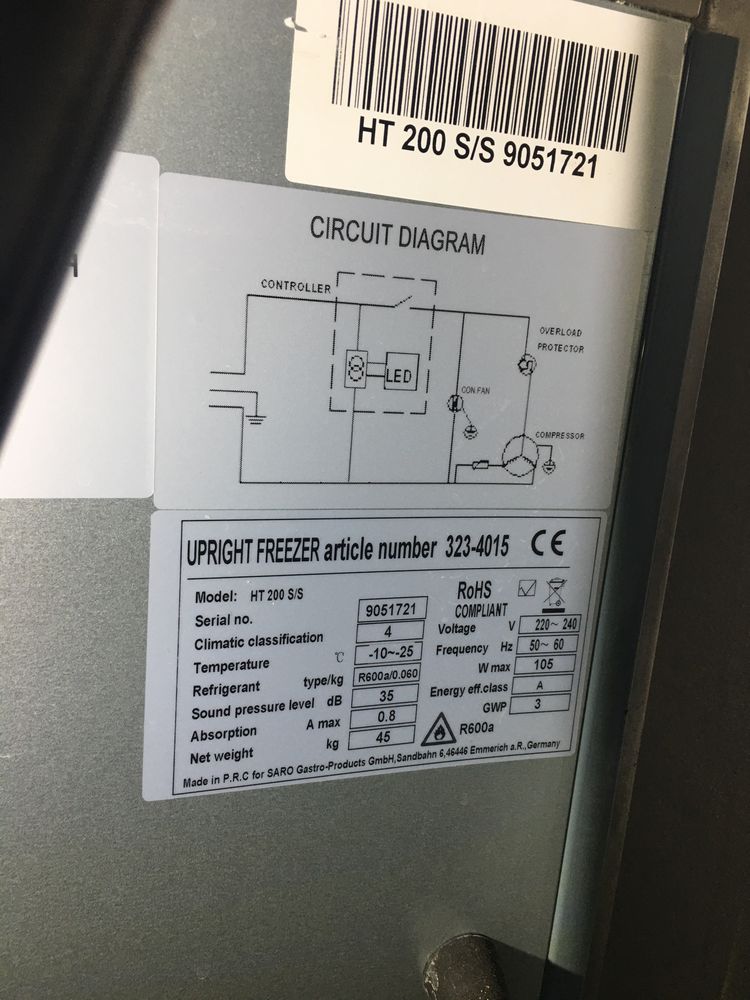 HT 200 S/S 9051721
CIRCUIT DIAGRAM
CONTROLLER
OVERLOAD
PROTECTOR
LED
CON.FAN
COMPRESSOR
UPRIGHT FREEZER article number 323-4015 CE
Model: HT 200 S/S
RoHS
COMPLIANT
Serial no. 9051721
Voltage V 220~ 240
Climatic classification 4
Frequency Hz 50~ 60
Temperature °C -10~-25
W max 105
Refrigerant type/kg R600a/0.060
Energy eff.class A
Sound pressure level dB 35
GWP 3
Absorption A max 0.8
R600a
Net weight kg 45
Made in P.R.C for SARO Gastro-Products GmbH,Sandbahn 6,46446 Emmerich a.R.,Germany